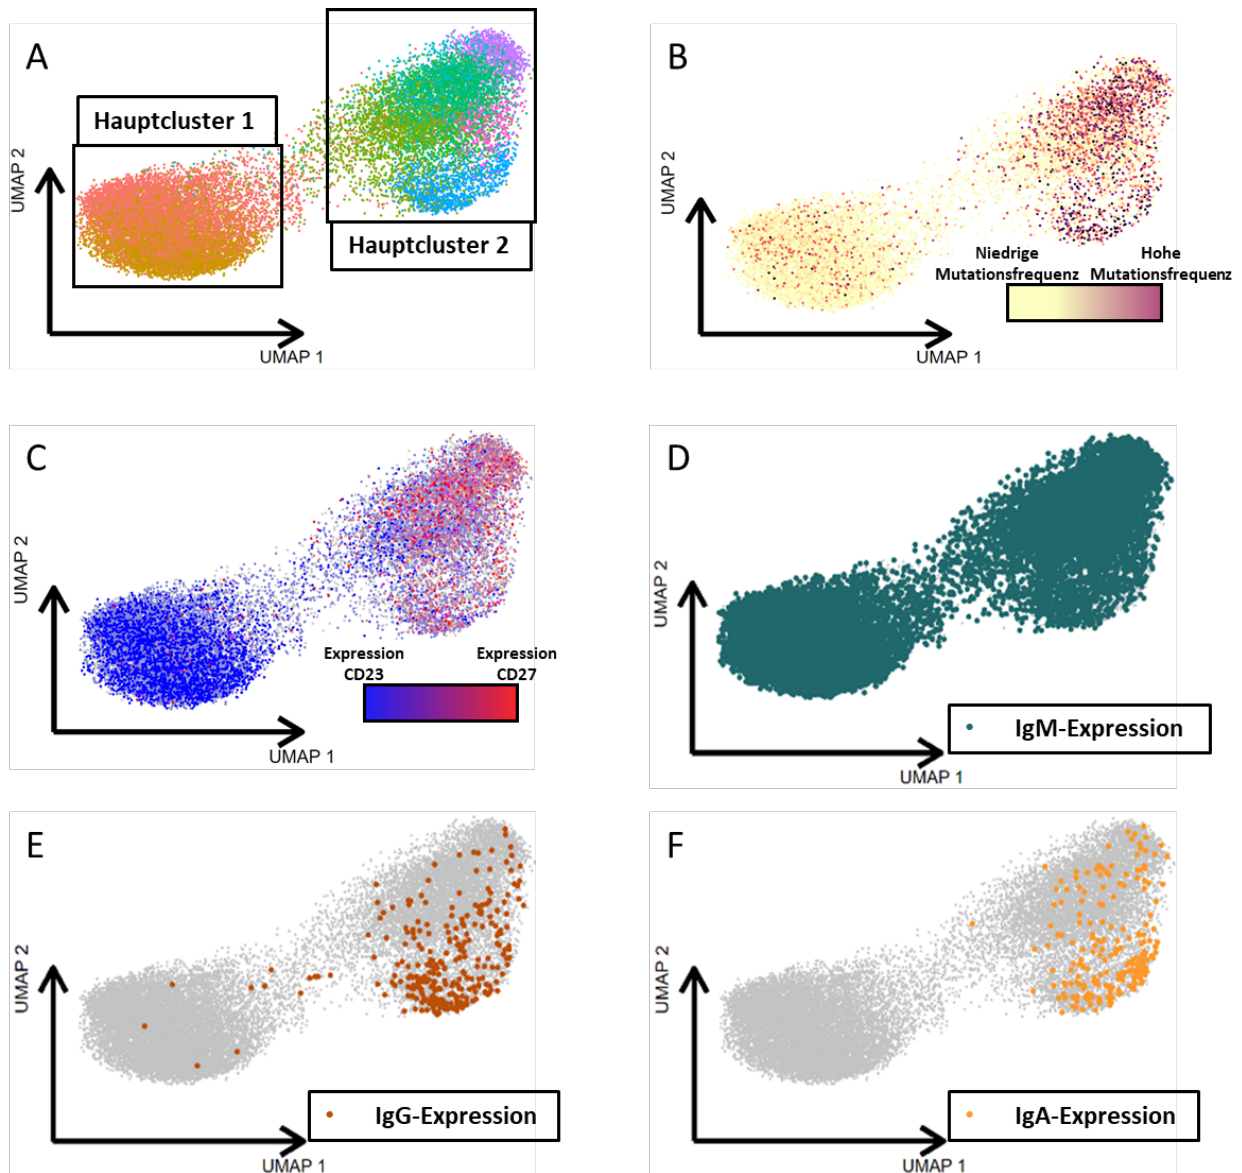 A
Hauptcluster 1
Hauptcluster 2
UMAP 2
UMAP 1
B
Niedrige
Mutationsfrequenz
Hohe
Mutationsfrequenz
UMAP 2
UMAP 1
C
Expression
CD23
Expression
CD27
UMAP 2
UMAP 1
D
IgM-Expression
UMAP 2
UMAP 1
E
IgG-Expression
UMAP 2
UMAP 1
F
IgA-Expression
UMAP 2
UMAP 1